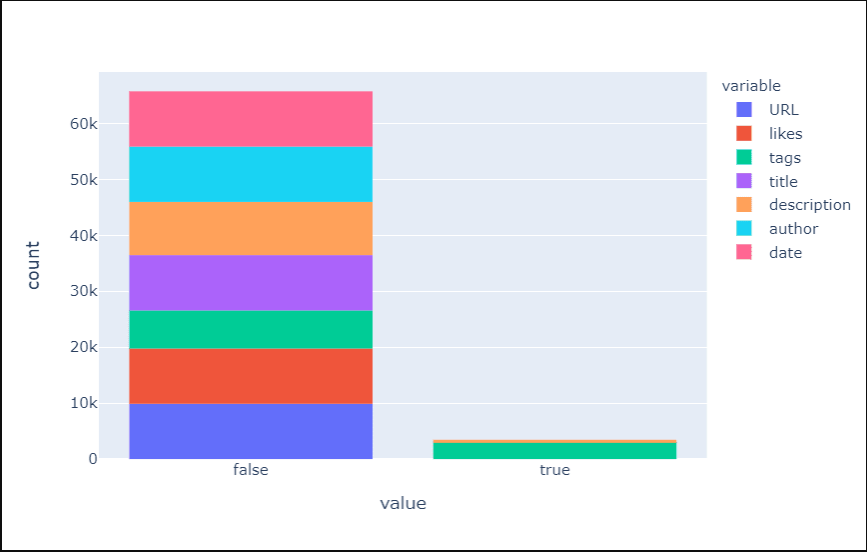 variable
URL
likes
tags
title
description
author
date
count
60k
50k
40k
30k
20k
10k
0
false true
value